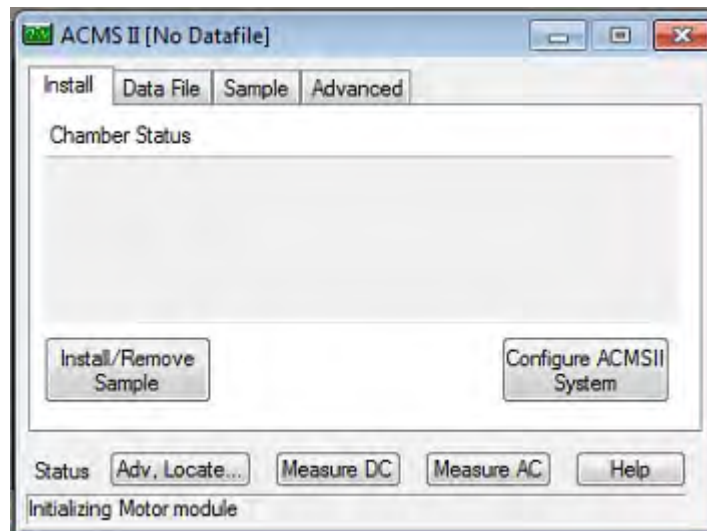 ACMS II [No Datafile]
Install Data File Sample Advanced
Chamber Status
Install/Remove
Sample
Configure ACMSII
System
Status Adv. Locate... Measure DC Measure AC Help
Initializing Motor module